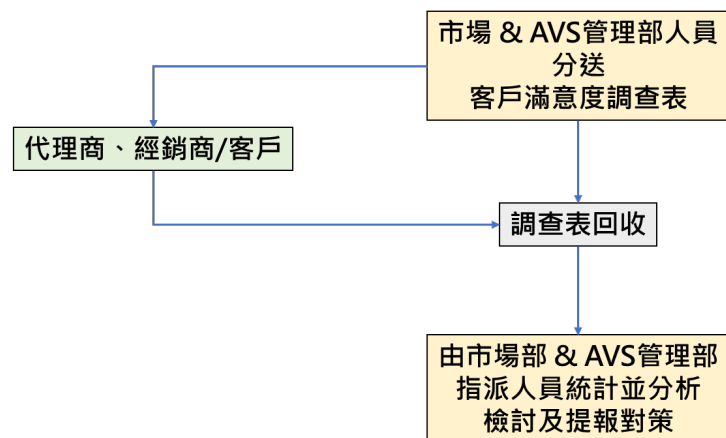 市場 & AVS管理部人員
分送
客戶滿意度調查表
代理商、經銷商/客戶
調查表回收
由市場部 & AVS管理部
指派人員統計並分析
檢討及提報對策